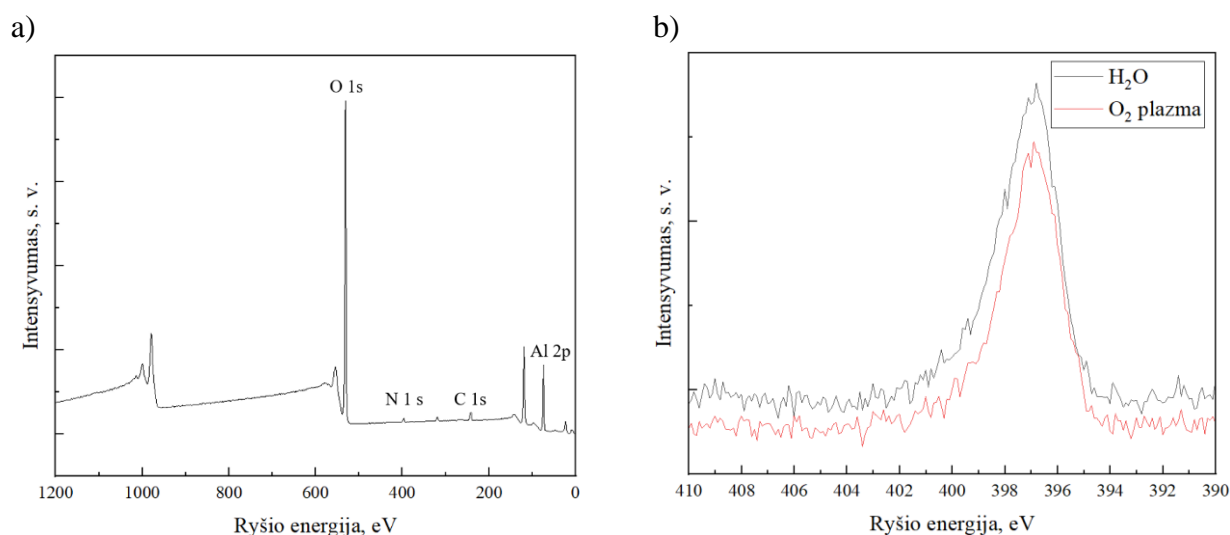 a)
b)
O 1s
N 1 s
C 1s
Al 2p
Intensyvumas, s. v.
1200 1000 800 600 400 200 0
Ryšio energija, eV
H₂O
O₂ plazma
Intensyvumas, s. v.
410 408 406 404 402 400 398 396 394 392 390
Ryšio energija, eV